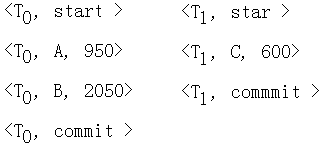 <T0, start >
<T0, A, 950>
<T0, B, 2050>
<T0, commit >
<T1, star >
<T1, C, 600>
<T1, commmit >